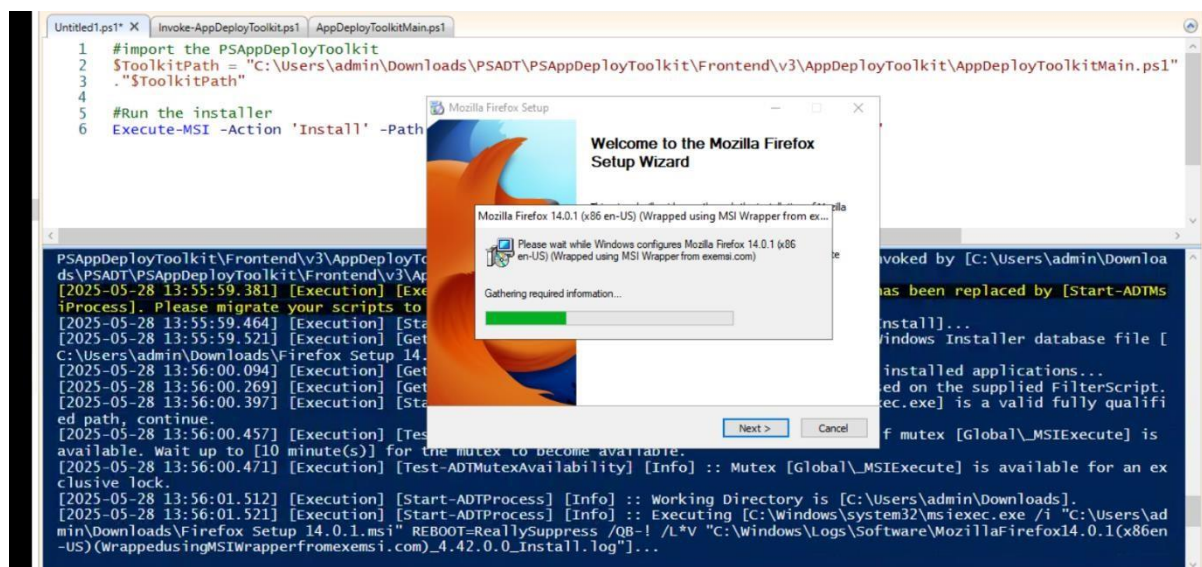 Untitled1.ps1* X Invoke-AppDeployToolkit.ps1 AppDeployToolkitMain.ps1
1 #import the PSAppDeployToolkit
2 $ToolkitPath = "C:\Users\admin\Downloads\PSADT\PSAppDeployToolkit\Frontend\v3\AppDeployToolkit\AppDeployToolkitMain.ps1"
3 ."$ToolkitPath"
4
5 #Run the installer
6 Execute-MSI -Action 'Install' -Path
Mozilla Firefox Setup
Welcome to the Mozilla Firefox
Setup Wizard
Mozilla Firefox 14.0.1 (x86 en-US) (Wrapped using MSI Wrapper from ex...
Please wait while Windows configures Mozilla Firefox 14.0.1 (x86
en-US) (Wrapped using MSI Wrapper from exemsi.com)
Gathering required information...
Next > Cancel
PSAppDeployToolkit\Frontend\v3\AppDeployTo voked by [C:\Users\admin\Downloa
ds\PSADT\PSAppDeployToolkit\Frontend\v3\Ap
[2025-05-28 13:55:59.381] [Execution] [Exe as been replaced by [Start-ADTMs
iProcess]. Please migrate your scripts to
[2025-05-28 13:55:59.464] [Execution] [Sta nstall]...
[2025-05-28 13:55:59.521] [Execution] [Get indows Installer database file [
C:\Users\admin\Downloads\Firefox Setup 14.
[2025-05-28 13:56:00.094] [Execution] [Get installed applications...
[2025-05-28 13:56:00.269] [Execution] [Get ed on the supplied FilterScript.
[2025-05-28 13:56:00.397] [Execution] [Sta ec.exe] is a valid fully qualifi
ed path, continue.
[2025-05-28 13:56:00.457] [Execution] [Tes f mutex [Global\_MSIExecute] is
available. Wait up to [10 minute(s)] for the mutex to become available.
[2025-05-28 13:56:00.471] [Execution] [Test-ADTMutexAvailability] [Info] :: Mutex [Global\_MSIExecute] is available for an ex
clusive lock.
[2025-05-28 13:56:01.512] [Execution] [Start-ADTProcess] [Info] :: Working Directory is [C:\Users\admin\Downloads].
[2025-05-28 13:56:01.521] [Execution] [Start-ADTProcess] [Info] :: Executing [C:\Windows\system32\msiexec.exe /i "C:\Users\ad
min\Downloads\Firefox Setup 14.0.1.msi" REBOOT=ReallySuppress /QB-! /L*V "C:\Windows\Logs\Software\MozillaFirefox14.0.1(x86en
-US)(WrappedusingMSIWrapperfromexemsi.com)_4.42.0.0_Install.log"]...